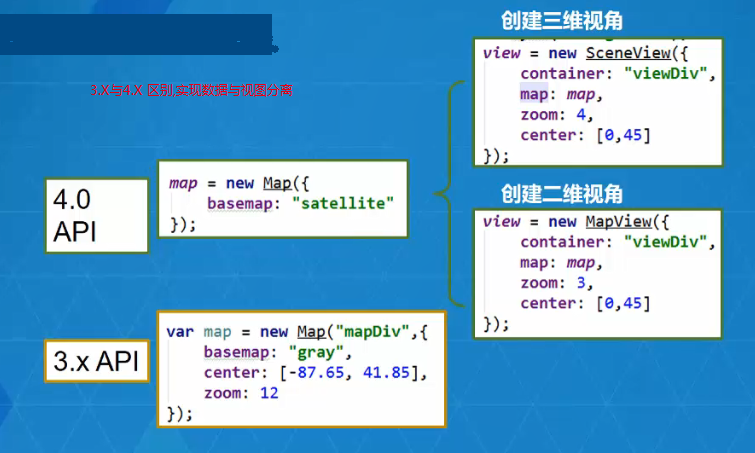 创建三维视角
view = new SceneView({
container: "viewDiv",
map: map,
zoom: 4,
center: [0,45]
});
3.X与4.X 区别,实现数据与视图分离
4.0 API
map = new Map({
basemap: "satellite"
});
创建二维视角
view = new MapView({
container: "viewDiv",
map: map,
zoom: 3,
center: [0,45]
});
3.x API
var map = new Map("mapDiv",{
basemap: "gray",
center: [-87.65, 41.85],
zoom: 12
});